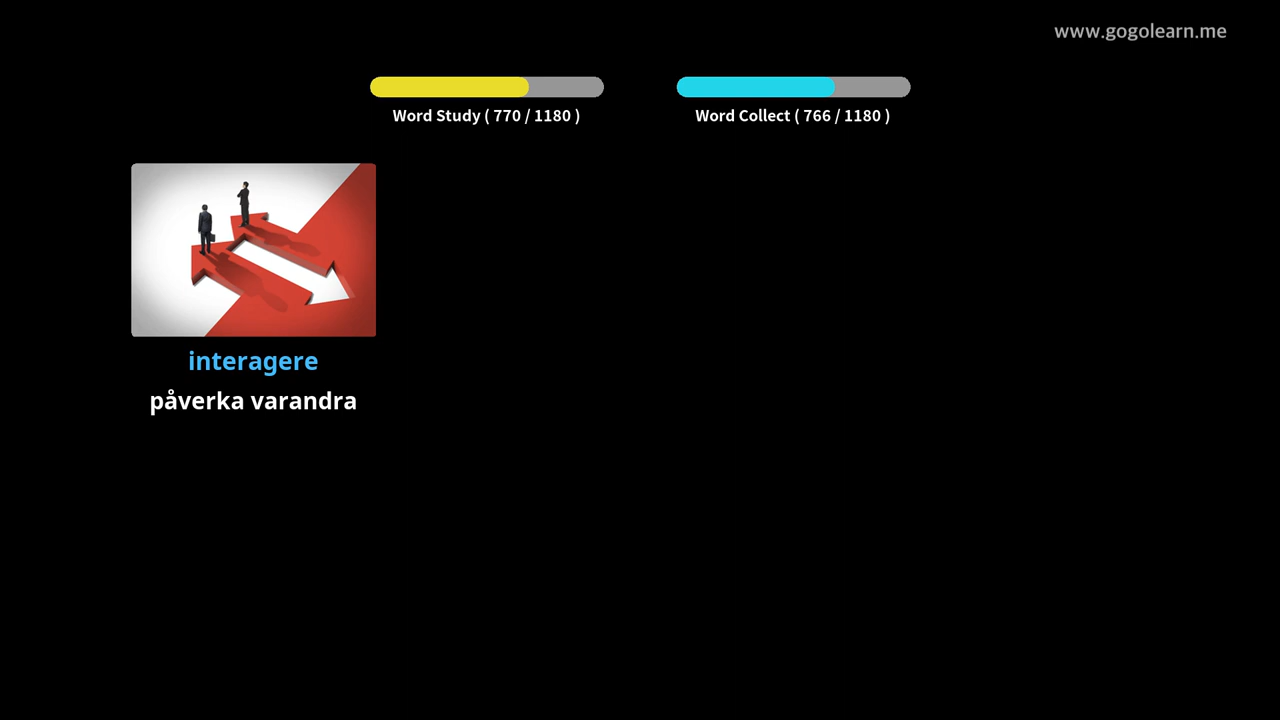 www.gogolearn.me
Word Study ( 770 / 1180 )
Word Collect ( 766 / 1180 )
interagere
påverka varandra